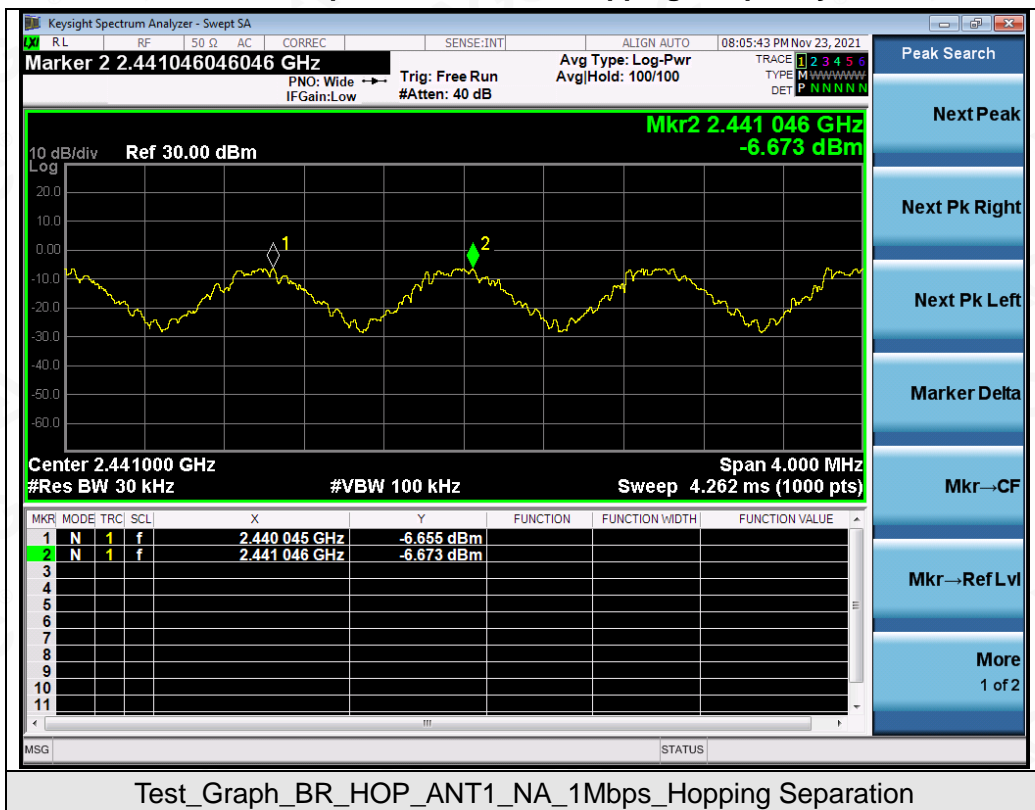 Keysight Spectrum Analyzer - Swept SA
LXI RL RF 50 Ω AC CORREC SENSE:INT ALIGN AUTO 08:05:43 PM Nov 23, 2021
Marker 2 2.441046046046 GHz
PNO: Wide
IFGain:Low
Trig: Free Run
#Atten: 40 dB
Avg Type: Log-Pwr
Avg|Hold: 100/100
TRACE 1 2 3 4 5 6
TYPE M W W W W W
DET P N N N N N
Mkr2 2.441 046 GHz
-6.673 dBm
10 dB/div Ref 30.00 dBm
Log
20.0
10.0
0.00
-10.0
-20.0
-30.0
-40.0
-50.0
-60.0
1
2
Center 2.441000 GHz Span 4.000 MHz
#Res BW 30 kHz #VBW 100 kHz Sweep 4.262 ms (1000 pts)
MKR MODE TRC SCL X Y FUNCTION FUNCTION WIDTH FUNCTION VALUE
1 N 1 f 2.440 045 GHz -6.655 dBm
2 N 1 f 2.441 046 GHz -6.673 dBm
3
4
5
6
7
8
9
10
11
MSG STATUS
Peak Search
Next Peak
Next Pk Right
Next Pk Left
Marker Delta
Mkr→CF
Mkr→Ref Lvl
More
1 of 2
Test_Graph_BR_HOP_ANT1_NA_1Mbps_Hopping Separation